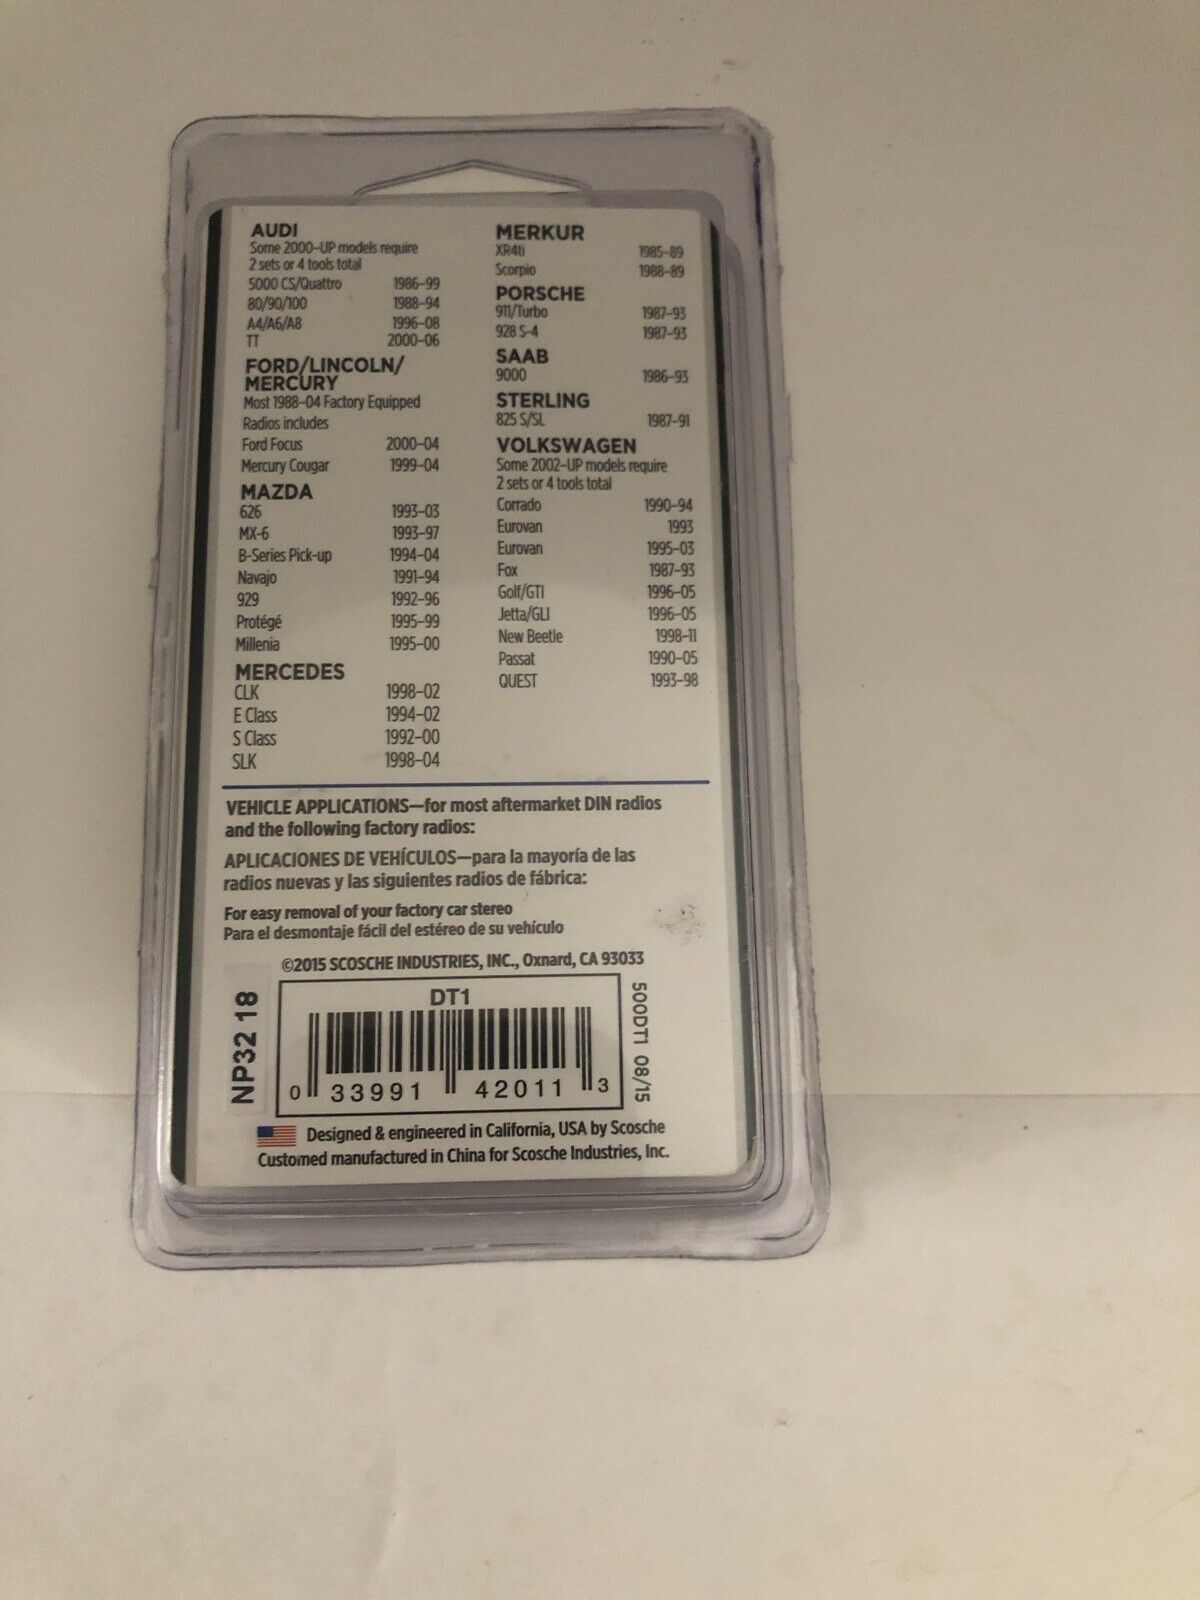 AUDI
Some 2000-UP models require
2 sets or 4 tools total
5000 CS/Quattro 1986-99
80/90/100 1988-94
A4/A6/A8 1996-08
TT 2000-06
FORD/LINCOLN/
MERCURY
Most 1988-04 Factory Equipped
Radios includes
Ford Focus 2000-04
Mercury Cougar 1999-04
MAZDA
626 1993-03
MX-6 1993-97
B-Series Pick-up 1994-04
Navajo 1991-94
929 1992-96
Protégé 1995-99
Millenia 1995-00
MERCEDES
CLK 1998-02
E Class 1994-02
S Class 1992-00
SLK 1998-04
MERKUR
XR4ti 1985-89
Scorpio 1988-89
PORSCHE
911/Turbo 1987-93
928 S-4 1987-93
SAAB
9000 1986-93
STERLING
825 S/SL 1987-91
VOLKSWAGEN
Some 2002-UP models require
2 sets or 4 tools total
Corrado 1990-94
Eurovan 1993
Eurovan 1995-03
Fox 1987-93
Golf/GTI 1996-05
Jetta/GLI 1996-05
New Beetle 1998-11
Passat 1990-05
QUEST 1993-98
VEHICLE APPLICATIONS—for most aftermarket DIN radios
and the following factory radios:
APLICACIONES DE VEHÍCULOS—para la mayoría de las
radios nuevas y las siguientes radios de fábrica:
For easy removal of your factory car stereo
Para el desmontaje fácil del estéreo de su vehículo
©2015 SCOSCHE INDUSTRIES, INC., Oxnard, CA 93033
NP32 18
DT1
0 33991 42011 3
500DT1 08/15
Designed & engineered in California, USA by Scosche
Customed manufactured in China for Scosche Industries, Inc.